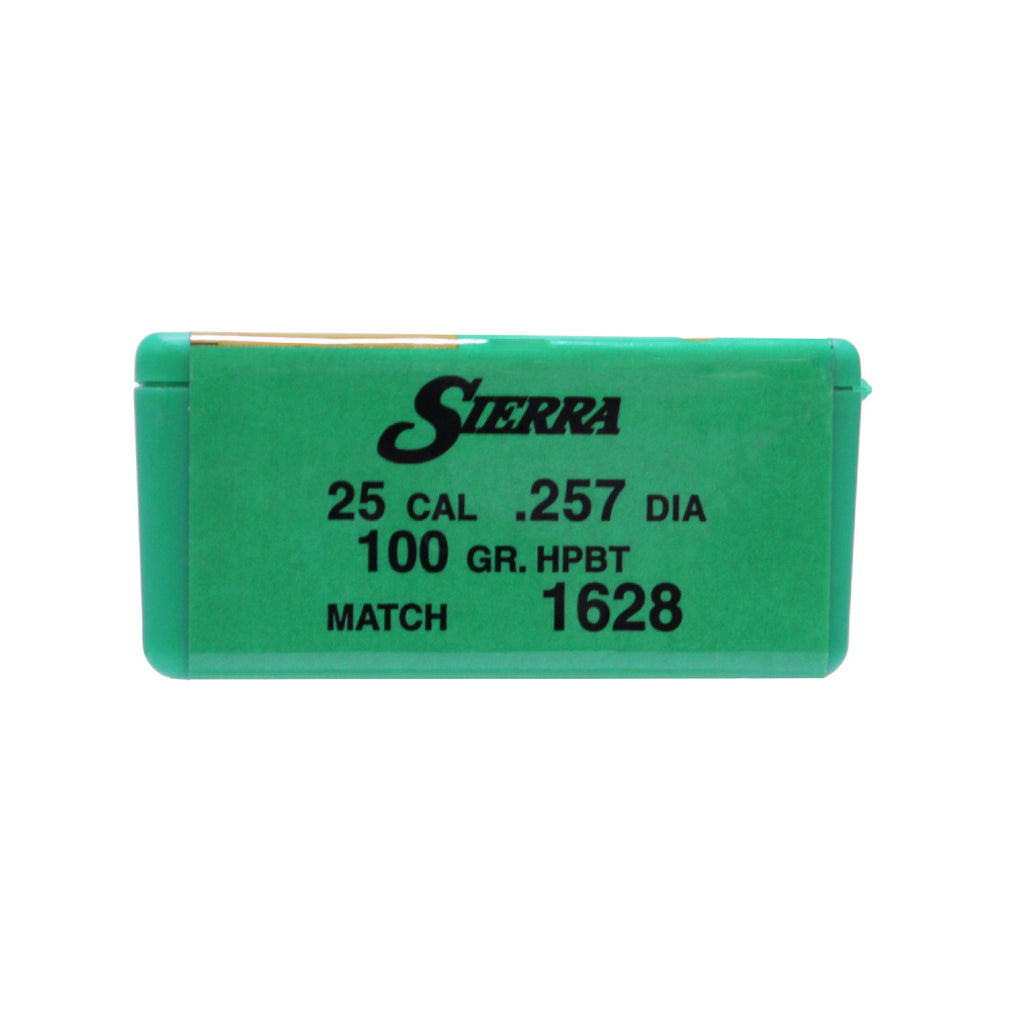 SIERRA
25 CAL .257 DIA
100 GR. HPBT
MATCH 1628